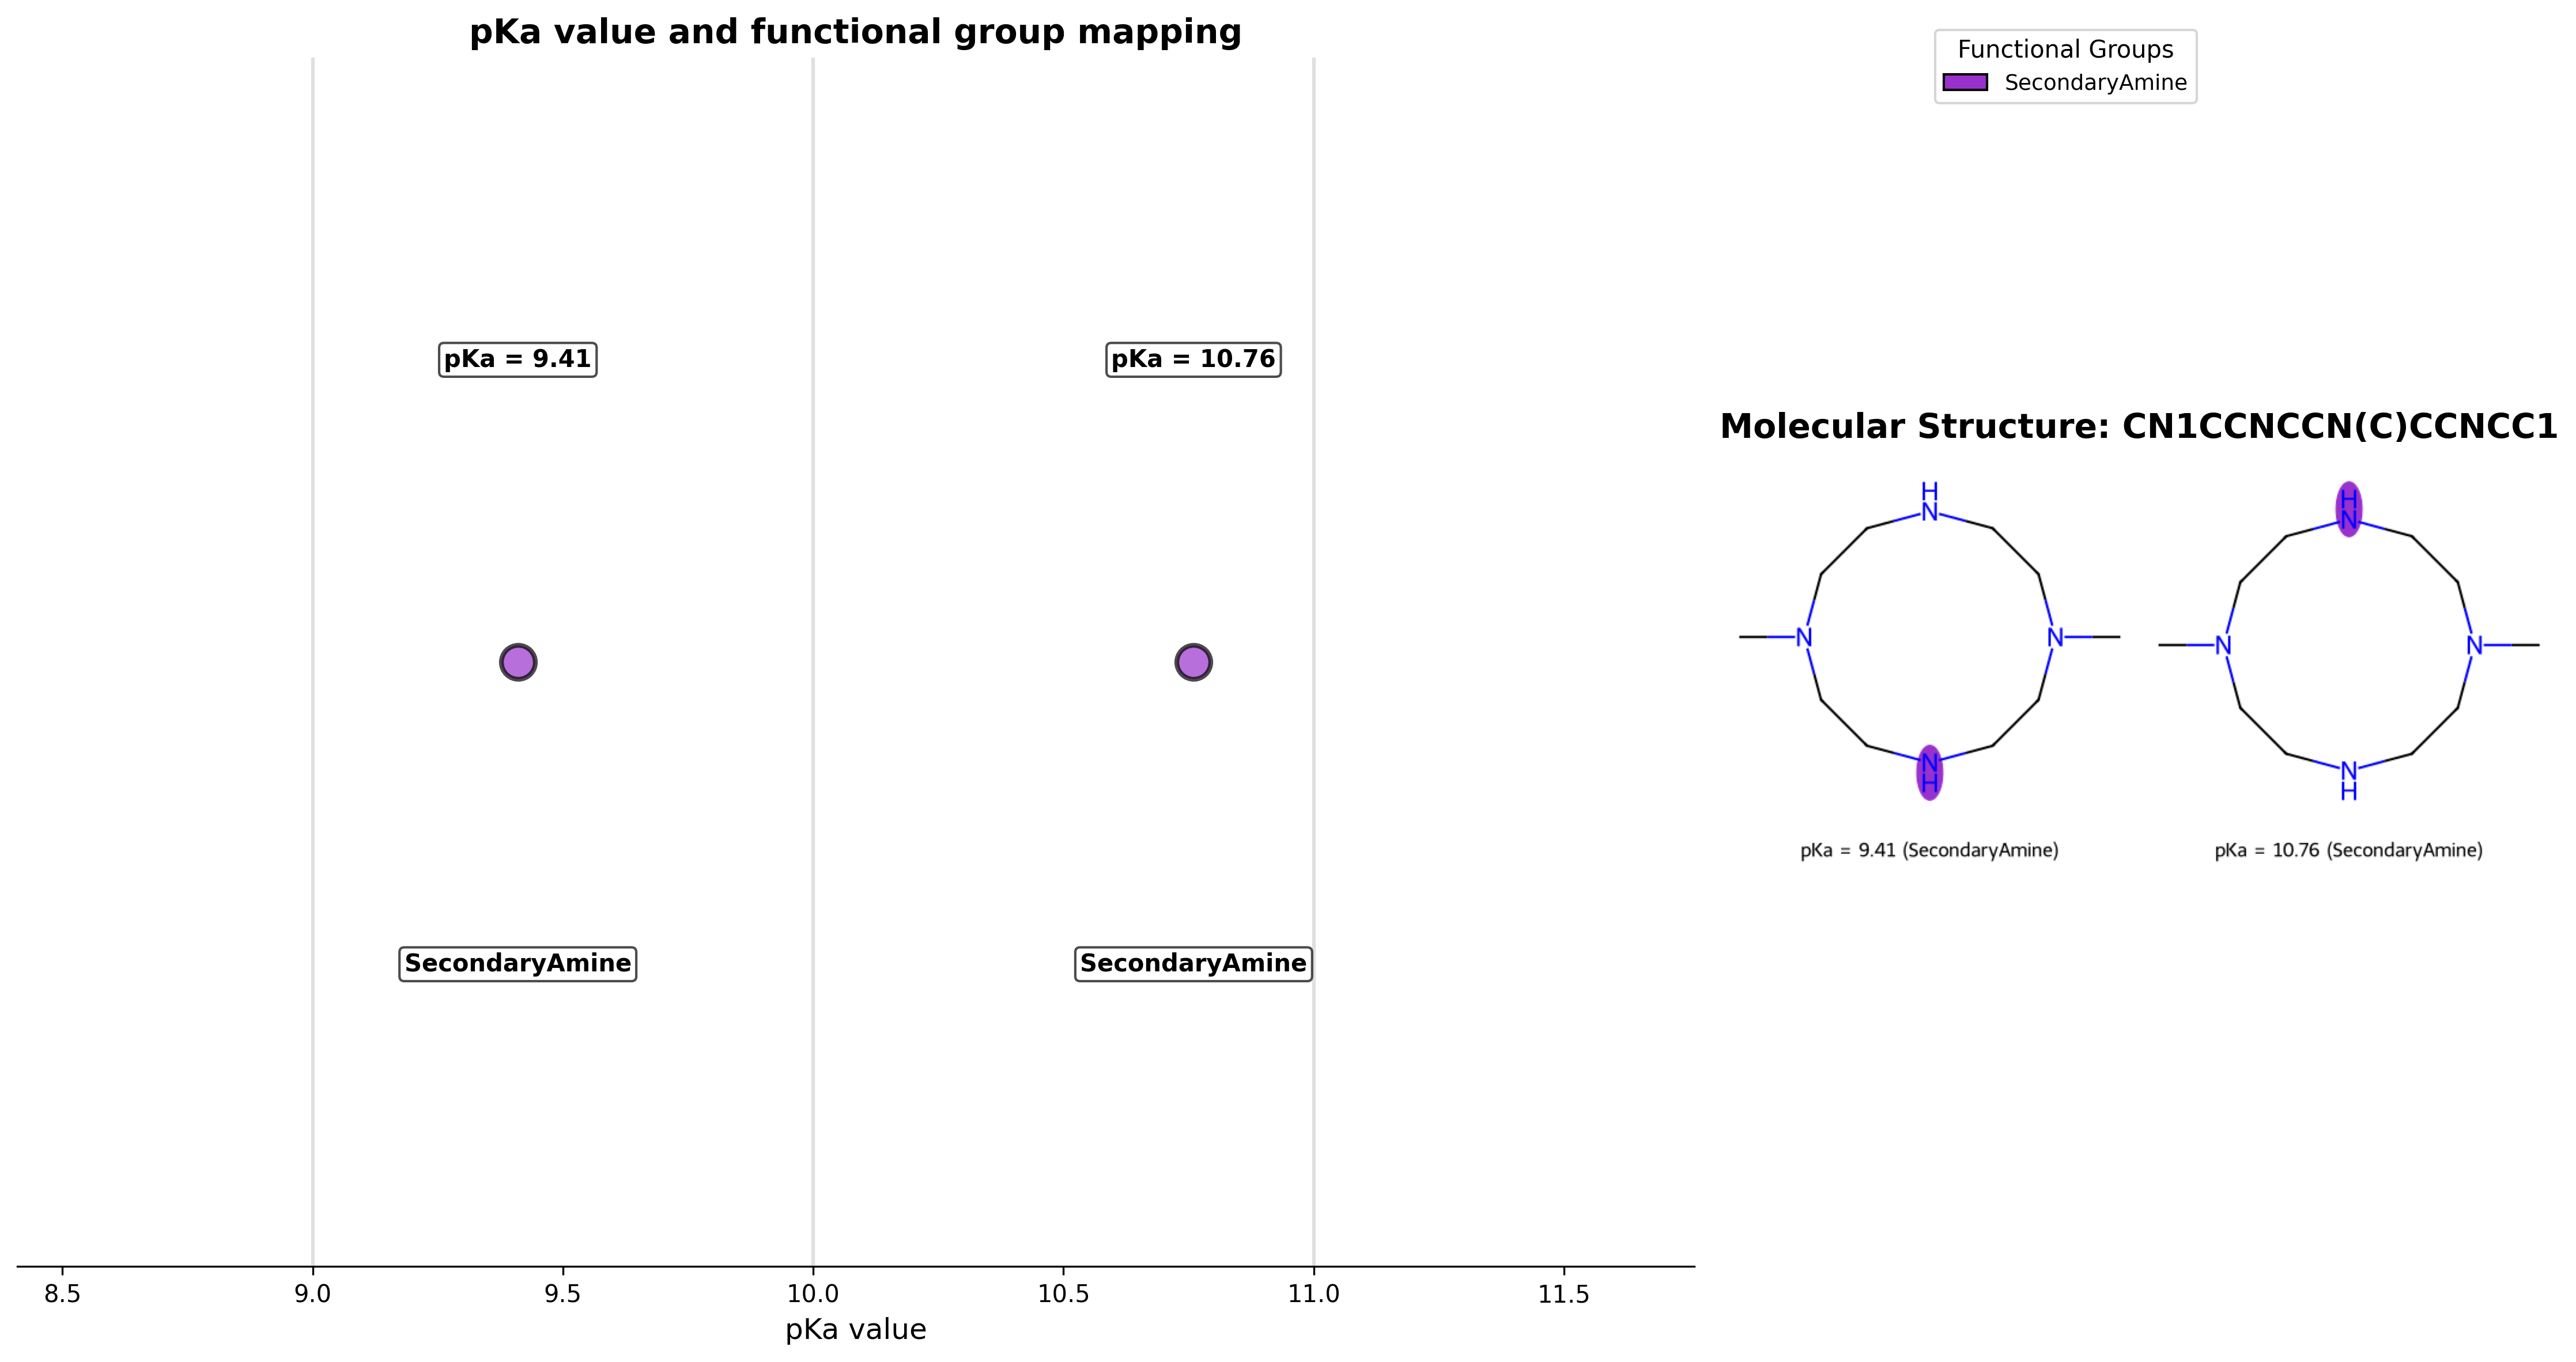 pKa value and functional group mapping
pKa = 9.41
pKa = 10.76
SecondaryAmine
SecondaryAmine
8.5
9.0
9.5
10.0
10.5
11.0
11.5
pKa value
Functional Groups
SecondaryAmine
Molecular Structure: CN1CCNCCN(C)CCNCC1
H
N
N
N
N
H
H
N
N
N
N
H
pKa = 9.41 (SecondaryAmine)
pKa = 10.76 (SecondaryAmine)